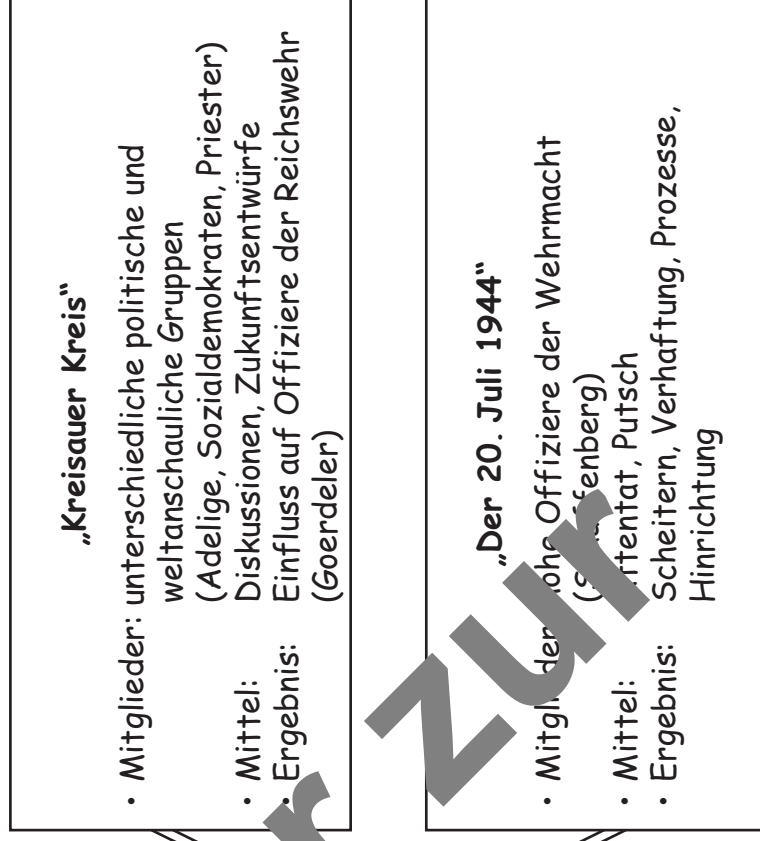 „Kreisauer Kreis“
• Mitglieder: unterschiedliche politische und
weltanschauliche Gruppen
(Adelige, Sozialdemokraten, Priester)
• Mittel: Diskussionen, Zukunftsentwürfe
• Ergebnis: Einfluss auf Offiziere der Reichswehr
(Goerdeler)
„Der 20. Juli 1944“
• Offiziere der Wehrmacht
• Mittel: Putsch
• Ergebnis: Scheitern, Verhaftung, Prozesse,
Hinrichtung
zur